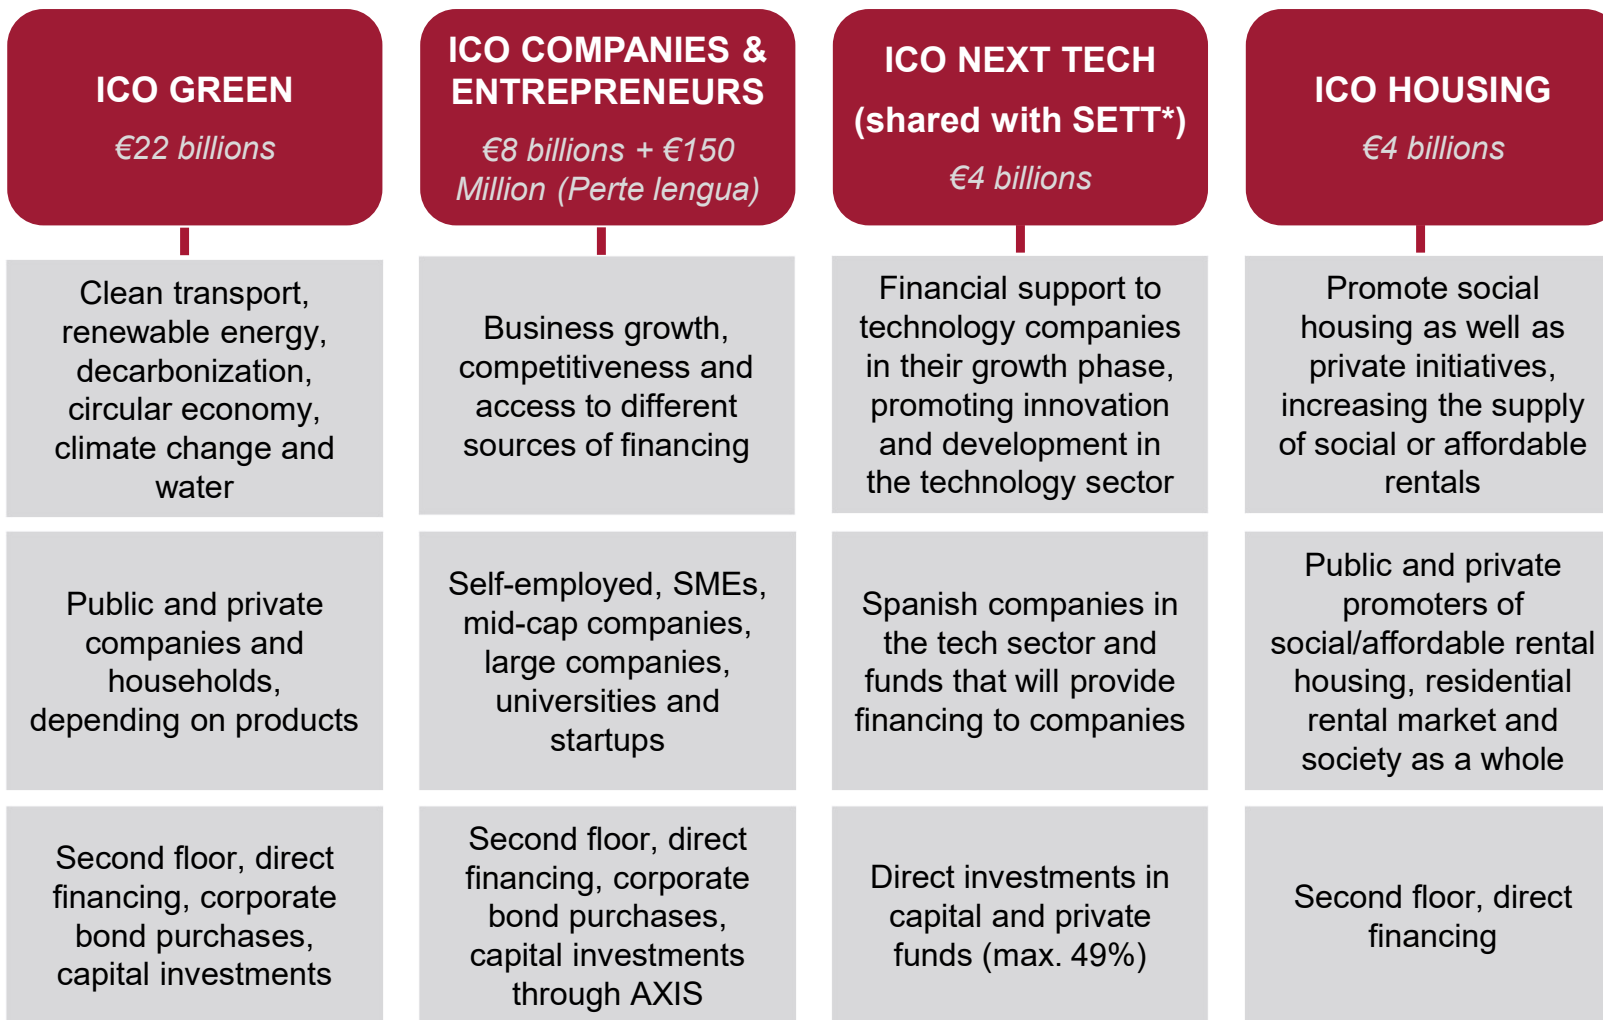 ICO GREEN
€22 billions
Clean transport,
renewable energy,
decarbonization,
circular economy,
climate change and
water
Public and private
companies and
households,
depending on products
Second floor, direct
financing, corporate
bond purchases,
capital investments
ICO COMPANIES &
ENTREPRENEURS
€8 billions + €150
Million (Perte lengua)
Business growth,
competitiveness and
access to different
sources of financing
Self-employed, SMEs,
mid-cap companies,
large companies,
universities and
startups
Second floor, direct
financing, corporate
bond purchases,
capital investments
through AXIS
ICO NEXT TECH
(shared with SETT*)
€4 billions
Financial support to
technology companies
in their growth phase,
promoting innovation
and development in
the technology sector
Spanish companies in
the tech sector and
funds that will provide
financing to companies
Direct investments in
capital and private
funds (max. 49%)
ICO HOUSING
€4 billions
Promote social
housing as well as
private initiatives,
increasing the supply
of social or affordable
rentals
Public and private
promoters of
social/affordable rental
housing, residential
rental market and
society as a whole
Second floor, direct
financing